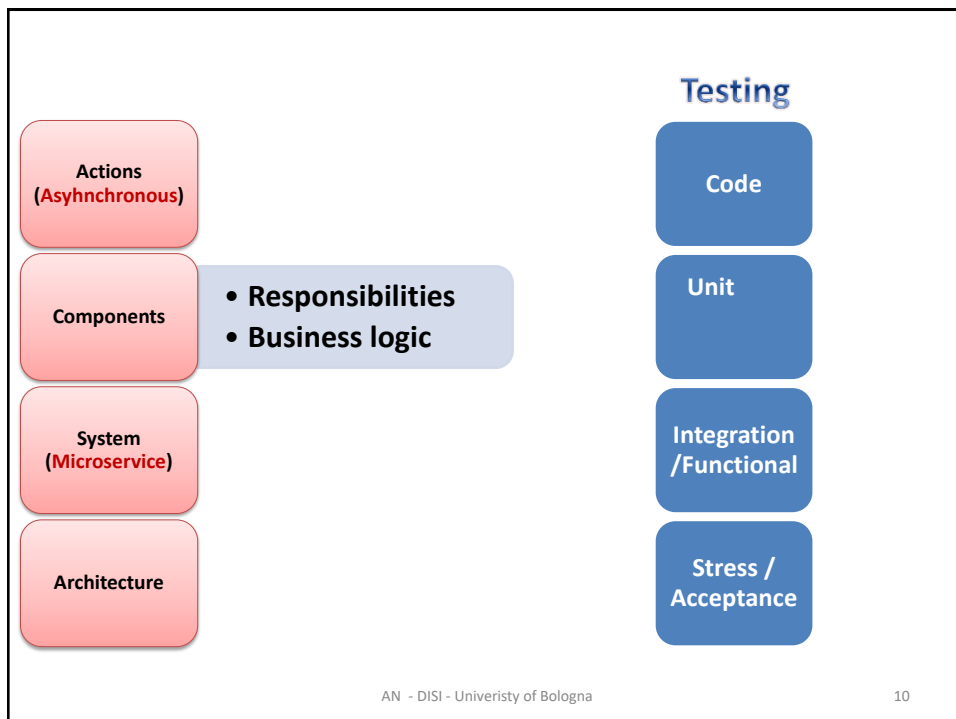 Testing
Actions
(Asyhnchronous)
Code
Components
• Responsibilities
• Business logic
Unit
System
(Microservice)
Integration
/Functional
Architecture
Stress /
Acceptance
AN - DISI - Univeristy of Bologna
10